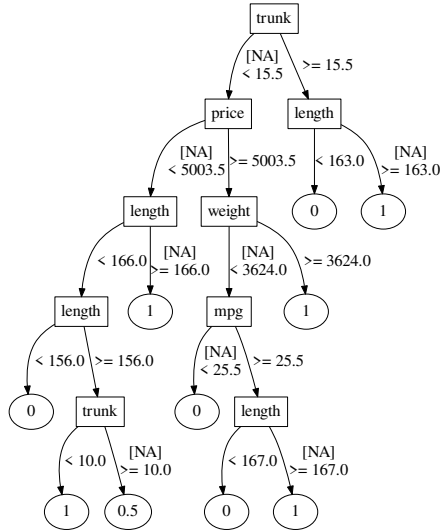 trunk
[NA]
< 15.5
>= 15.5
price
length
[NA]
< 5003.5
>= 5003.5
< 163.0
[NA]
>= 163.0
length
weight
0
1
< 166.0
[NA]
>= 166.0
[NA]
< 3624.0
>= 3624.0
length
1
mpg
1
< 156.0
>= 156.0
[NA]
< 25.5
>= 25.5
0
trunk
0
length
< 10.0
[NA]
>= 10.0
< 167.0
[NA]
>= 167.0
1
0.5
0
1